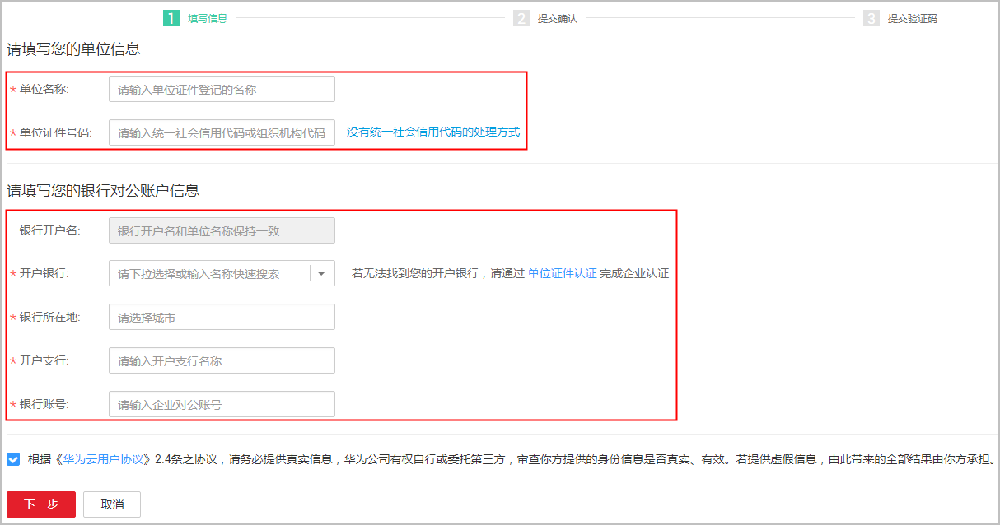 1 填写信息 2 提交确认 3 提交验证码
请填写您的单位信息
* 单位名称: 请输入单位证件登记的名称
* 单位证件号码: 请输入统一社会信用代码或组织机构代码 没有统一社会信用代码的处理方式
请填写您的银行对公账户信息
银行开户名: 银行开户名和单位名称保持一致
* 开户银行: 请下拉选择或输入名称快速搜索 若无法找到您的开户银行，请通过 单位证件认证 完成企业认证
* 银行所在地: 请选择城市
* 开户支行: 请输入开户支行名称
* 银行账号: 请输入企业对公账号
根据《华为云用户协议》2.4条之协议，请务必提供真实信息，华为公司有权自行或委托第三方，审查你方提供的身份信息是否真实、有效。若提供虚假信息，由此带来的全部结果由你方承担。
下一步 取消